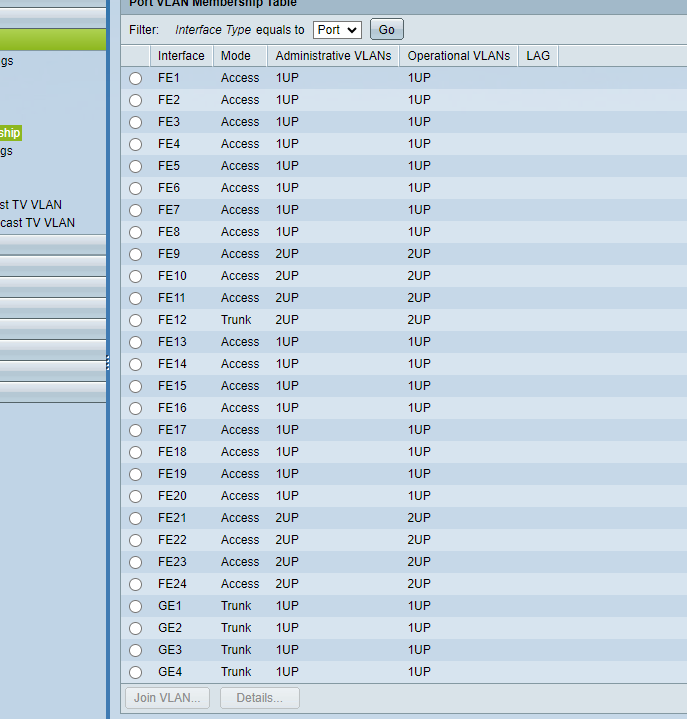 Port VLAN Membership Table
Filter: Interface Type equals to Port Go
Interface Mode Administrative VLANs Operational VLANs LAG
gs
ship
gs
st TV VLAN
cast TV VLAN
FE1 Access 1UP 1UP
FE2 Access 1UP 1UP
FE3 Access 1UP 1UP
FE4 Access 1UP 1UP
FE5 Access 1UP 1UP
FE6 Access 1UP 1UP
FE7 Access 1UP 1UP
FE8 Access 1UP 1UP
FE9 Access 2UP 2UP
FE10 Access 2UP 2UP
FE11 Access 2UP 2UP
FE12 Trunk 2UP 2UP
FE13 Access 1UP 1UP
FE14 Access 1UP 1UP
FE15 Access 1UP 1UP
FE16 Access 1UP 1UP
FE17 Access 1UP 1UP
FE18 Access 1UP 1UP
FE19 Access 1UP 1UP
FE20 Access 1UP 1UP
FE21 Access 2UP 2UP
FE22 Access 2UP 2UP
FE23 Access 2UP 2UP
FE24 Access 2UP 2UP
GE1 Trunk 1UP 1UP
GE2 Trunk 1UP 1UP
GE3 Trunk 1UP 1UP
GE4 Trunk 1UP 1UP
Join VLAN... Details...